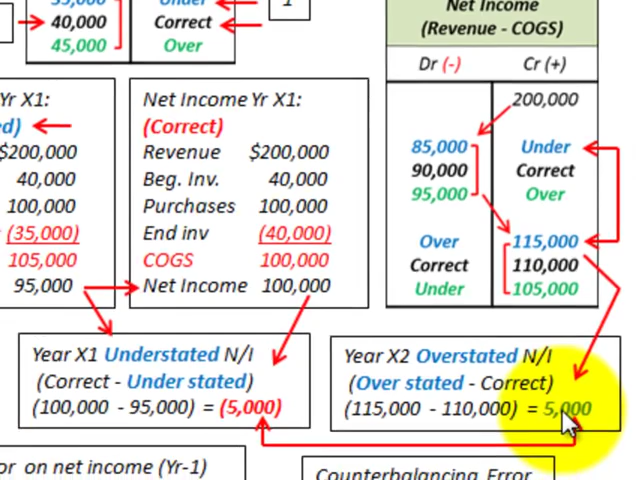 Under
1
40,000 Correct
45,000 Over
Net Income
(Revenue - COGS)
Dr (-) Cr (+)
200,000
85,000 Under
90,000 Correct
95,000 Over
Over 115,000
Correct 110,000
Under 105,000
Yr X1:
$200,000
40,000
100,000
(35,000)
105,000
95,000
Net Income Yr X1:
(Correct)
Revenue $200,000
Beg. Inv. 40,000
Purchases 100,000
End inv (40,000)
COGS 100,000
Net Income 100,000
Year X1 Understated N/I
(Correct - Under stated)
(100,000 - 95,000) = (5,000)
Year X2 Overstated N/I
(Over stated - Correct)
(115,000 - 110,000) = 5,000
on net income (Yr-1)
Counterbalancing Error